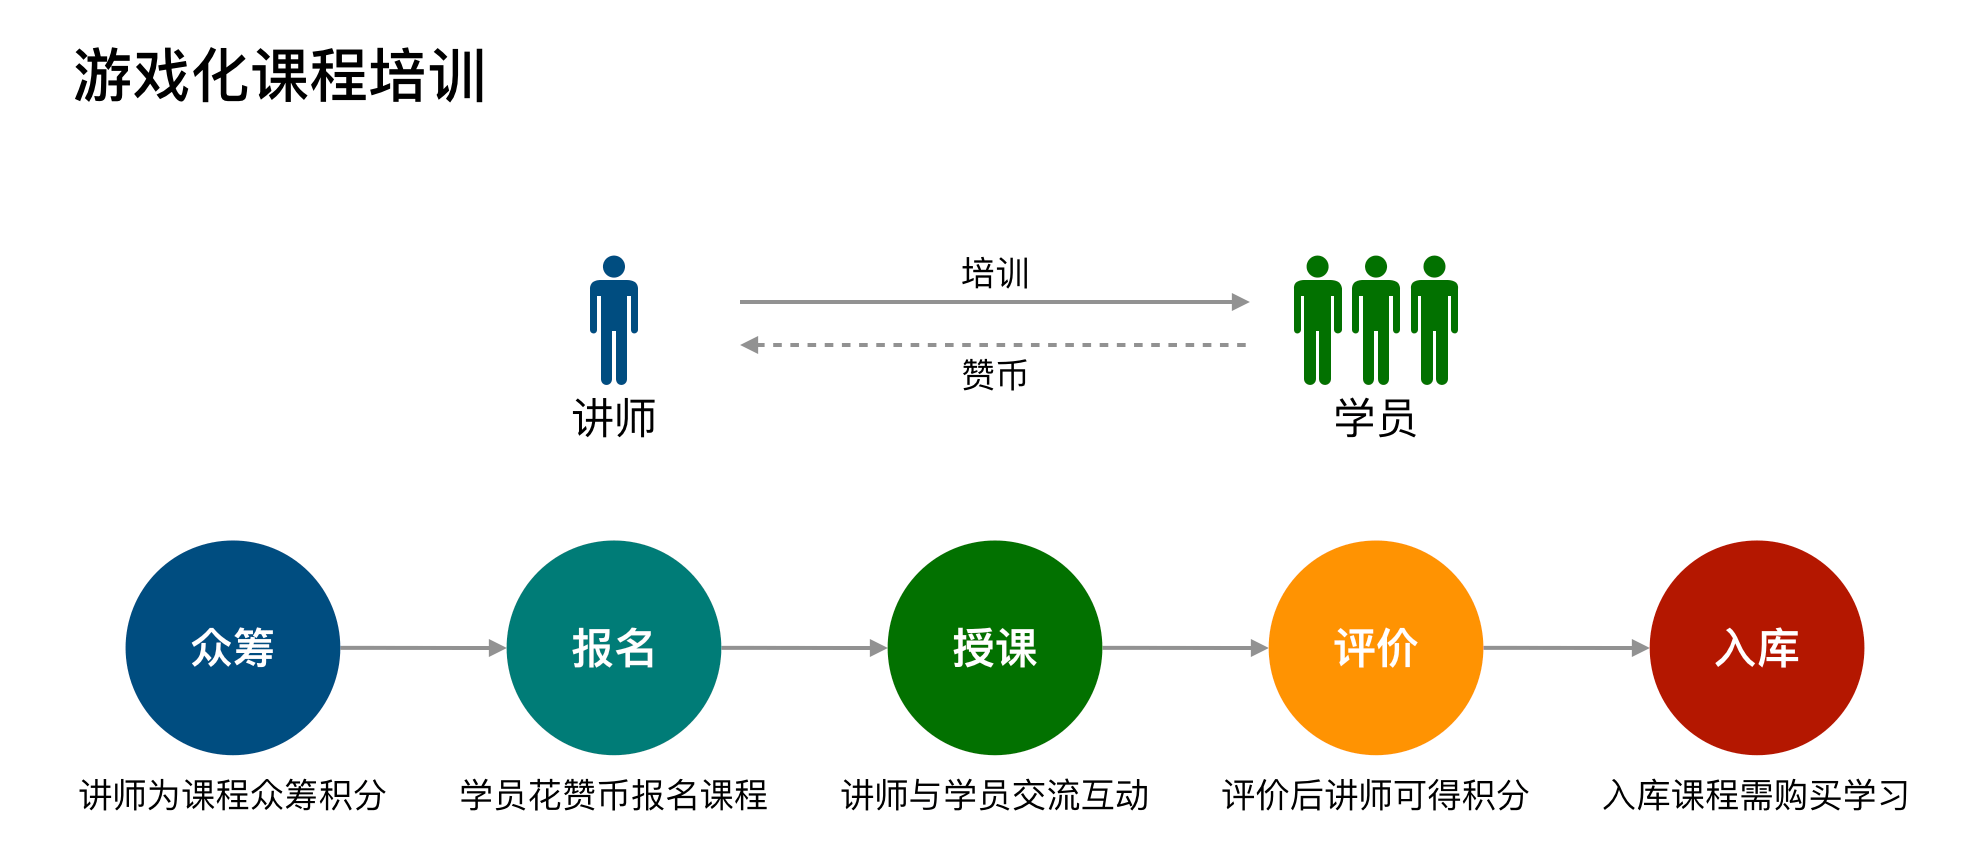 游戏化课程培训
培训
赞币
讲师
学员
众筹
报名
授课
评价
入库
讲师为课程众筹积分
学员花赞币报名课程
讲师与学员交流互动
评价后讲师可得积分
入库课程需购买学习